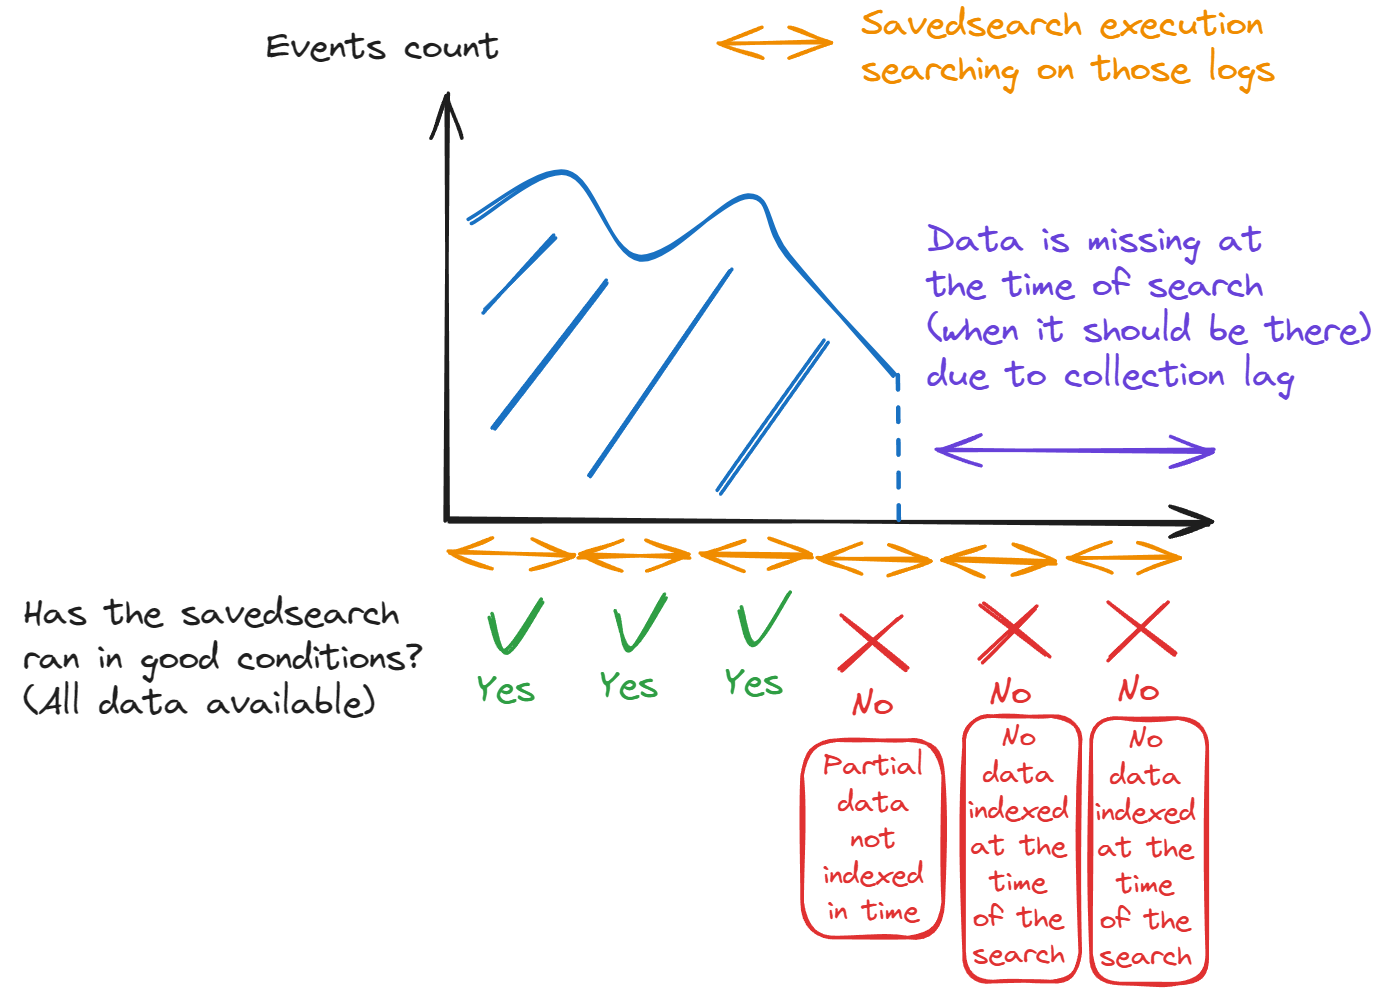 Events count
Savedsearch execution
searching on those logs
Data is missing at
the time of search
(when it should be there)
due to collection lag
Has the savedsearch
ran in good conditions?
(All data available)
Yes
Yes
Yes
No
No
No
Partial
data
not
indexed
in time
No
data
indexed
at the
time
of the
search
No
data
indexed
at the
time
of the
search